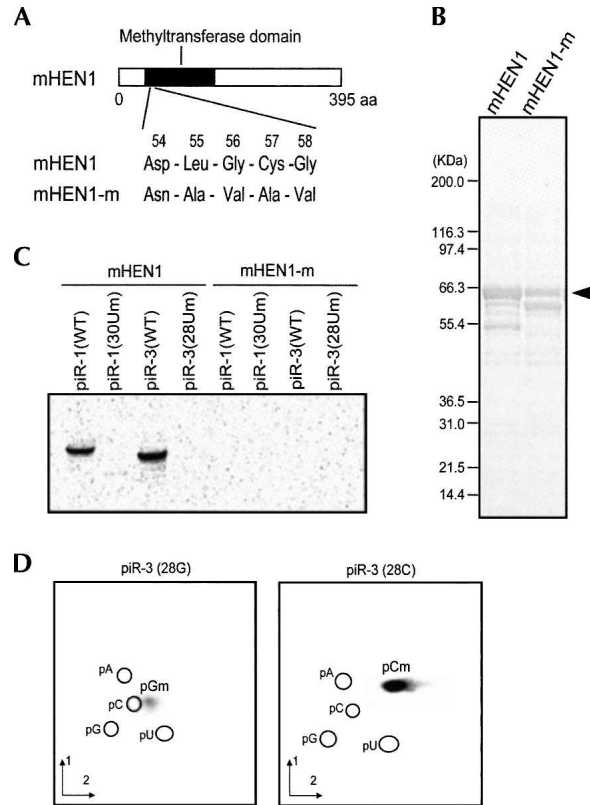 A
Methyltransferase domain
mHEN1
0 395 aa
54 55 56 57 58
mHEN1 Asp - Leu - Gly - Cys - Gly
mHEN1-m Asn - Ala - Val - Ala - Val
B
mHEN1
mHEN1-m
(KDa)
200.0
116.3
97.4
66.3
55.4
36.5
31.0
21.5
14.4
C
mHEN1 mHEN1-m
piR-1(WT)
piR-1(30Um)
piR-3(WT)
piR-3(28Um)
piR-1(WT)
piR-1(30Um)
piR-3(WT)
piR-3(28Um)
D
piR-3 (28G)
pA
pGm
pC
pG
pU
1
2
piR-3 (28C)
pCm
pA
pC
pG
pU
1
2